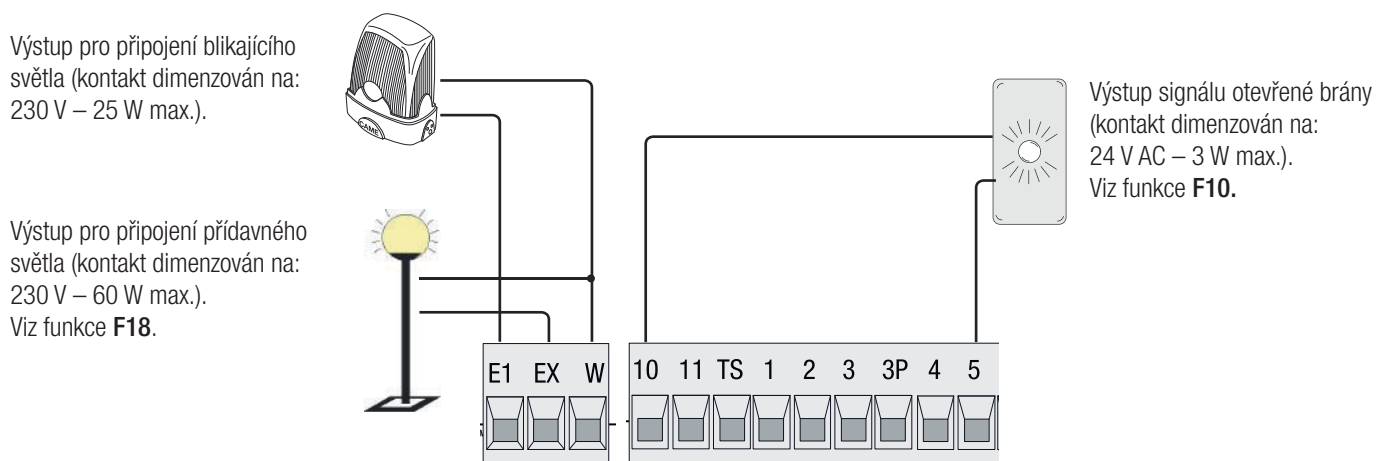 Výstup pro připojení blikajícího
světla (kontakt dimenzován na:
230 V – 25 W max.).
CAME
Výstup signálu otevřené brány
(kontakt dimenzován na:
24 V AC – 3 W max.).
Viz funkce F10.
Výstup pro připojení přídavného
světla (kontakt dimenzován na:
230 V – 60 W max.).
Viz funkce F18.
E1 EX W
10 11 TS 1 2 3 3P 4 5